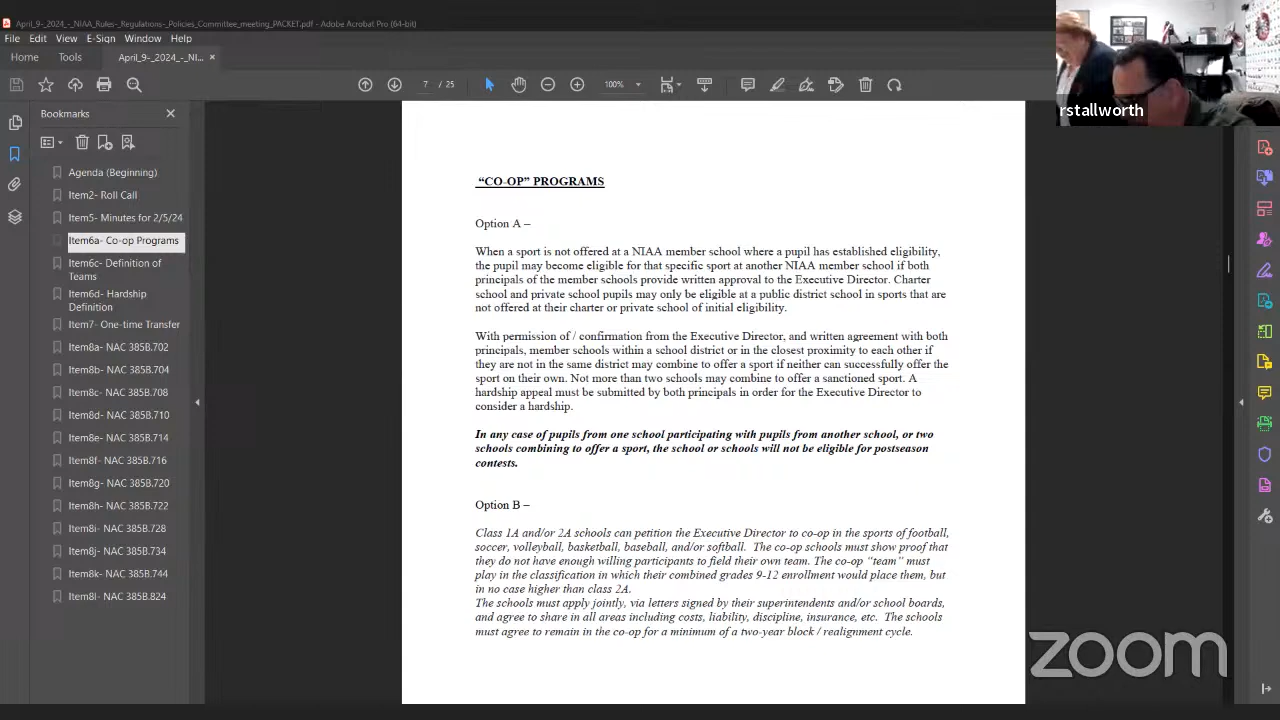 April_9-_2024_-_NIAA_Rules-_Regulations-_Policies_Committee_meeting_PACKET.pdf - Adobe Acrobat Pro (64-bit)
File Edit View E-Sign Window Help
Home Tools April_9-_2024_-_NI... ×
7 / 25 100%
rstallworth
Bookmarks
Agenda (Beginning)
Item2- Roll Call
Item5- Minutes for 2/5/24
Item6a- Co-op Programs
Item6c- Definition of
Teams
Item6d- Hardship
Definition
Item7- One-time Transfer
Item8a- NAC 385B.702
Item8b- NAC 385B.704
Item8c- NAC 385B.708
Item8d- NAC 385B.710
Item8e- NAC 385B.714
Item8f- NAC 385B.716
Item8g- NAC 385B.720
Item8h- NAC 385B.722
Item8i- NAC 385B.728
Item8j- NAC 385B.734
Item8k- NAC 385B.744
Item8l- NAC 385B.824
“CO-OP” PROGRAMS
Option A –
When a sport is not offered at a NIAA member school where a pupil has established eligibility,
the pupil may become eligible for that specific sport at another NIAA member school if both
principals of the member schools provide written approval to the Executive Director. Charter
school and private school pupils may only be eligible at a public district school in sports that are
not offered at their charter or private school of initial eligibility.
With permission of / confirmation from the Executive Director, and written agreement with both
principals, member schools within a school district or in the closest proximity to each other if
they are not in the same district may combine to offer a sport if neither can successfully offer the
sport on their own. Not more than two schools may combine to offer a sanctioned sport. A
hardship appeal must be submitted by both principals in order for the Executive Director to
consider a hardship.
In any case of pupils from one school participating with pupils from another school, or two
schools combining to offer a sport, the school or schools will not be eligible for postseason
contests.
Option B –
Class 1A and/or 2A schools can petition the Executive Director to co-op in the sports of football,
soccer, volleyball, basketball, baseball, and/or softball. The co-op schools must show proof that
they do not have enough willing participants to field their own team. The co-op “team” must
play in the classification in which their combined grades 9-12 enrollment would place them, but
in no case higher than class 2A.
The schools must apply jointly, via letters signed by their superintendents and/or school boards,
and agree to share in all areas including costs, liability, discipline, insurance, etc. The schools
must agree to remain in the co-op for a minimum of a two-year block / realignment cycle.
zoom